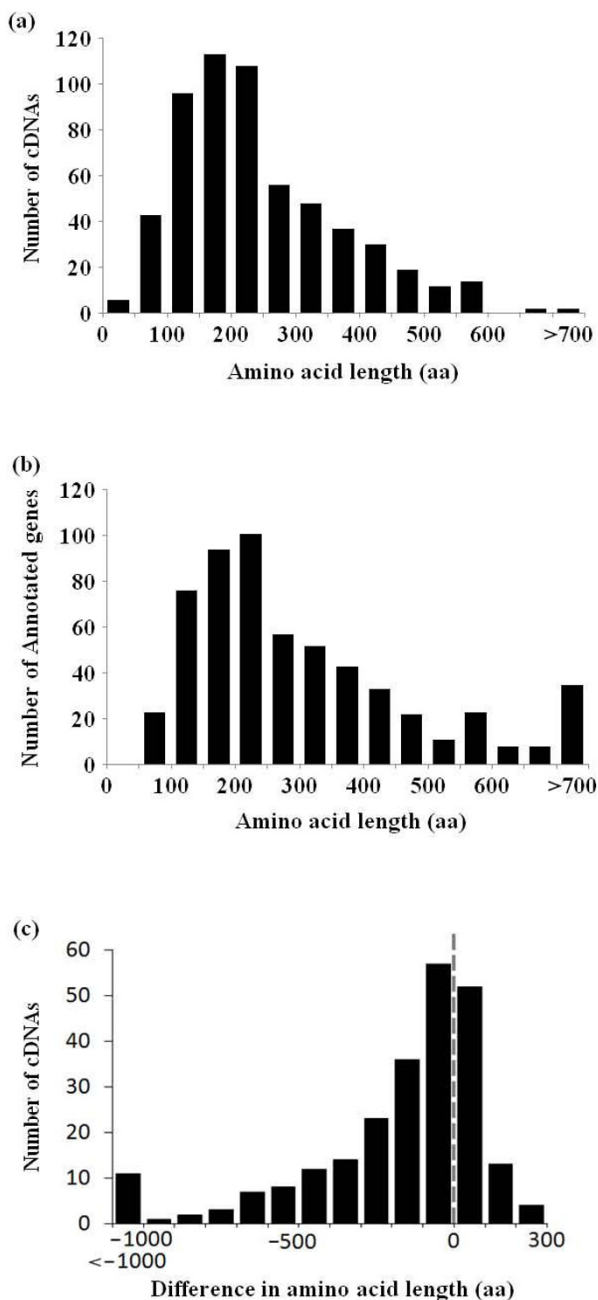 (a)
Number of cDNAs
120
100
80
60
40
20
0
0 100 200 300 400 500 600 >700
Amino acid length (aa)
(b)
Number of Annotated genes
120
100
80
60
40
20
0
0 100 200 300 400 500 600 >700
Amino acid length (aa)
(c)
Number of cDNAs
60
50
40
30
20
10
0
−1000 −500 0 300
<−1000
Difference in amino acid length (aa)